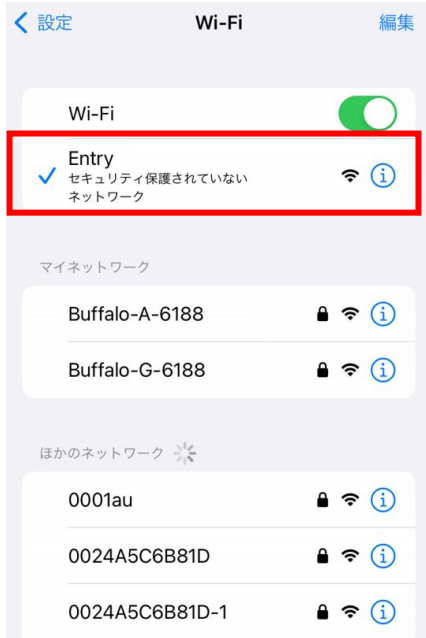 設定 Wi-Fi 編集
Wi-Fi
Entry
セキュリティ保護されていない
ネットワーク
マイネットワーク
Buffalo-A-6188
Buffalo-G-6188
ほかのネットワーク
0001au
0024A5C6B81D
0024A5C6B81D-1